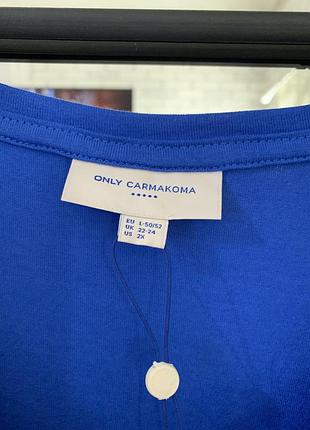 ONLY CARMAKOMA
EU L-50/52
UK 22-24
US 2X